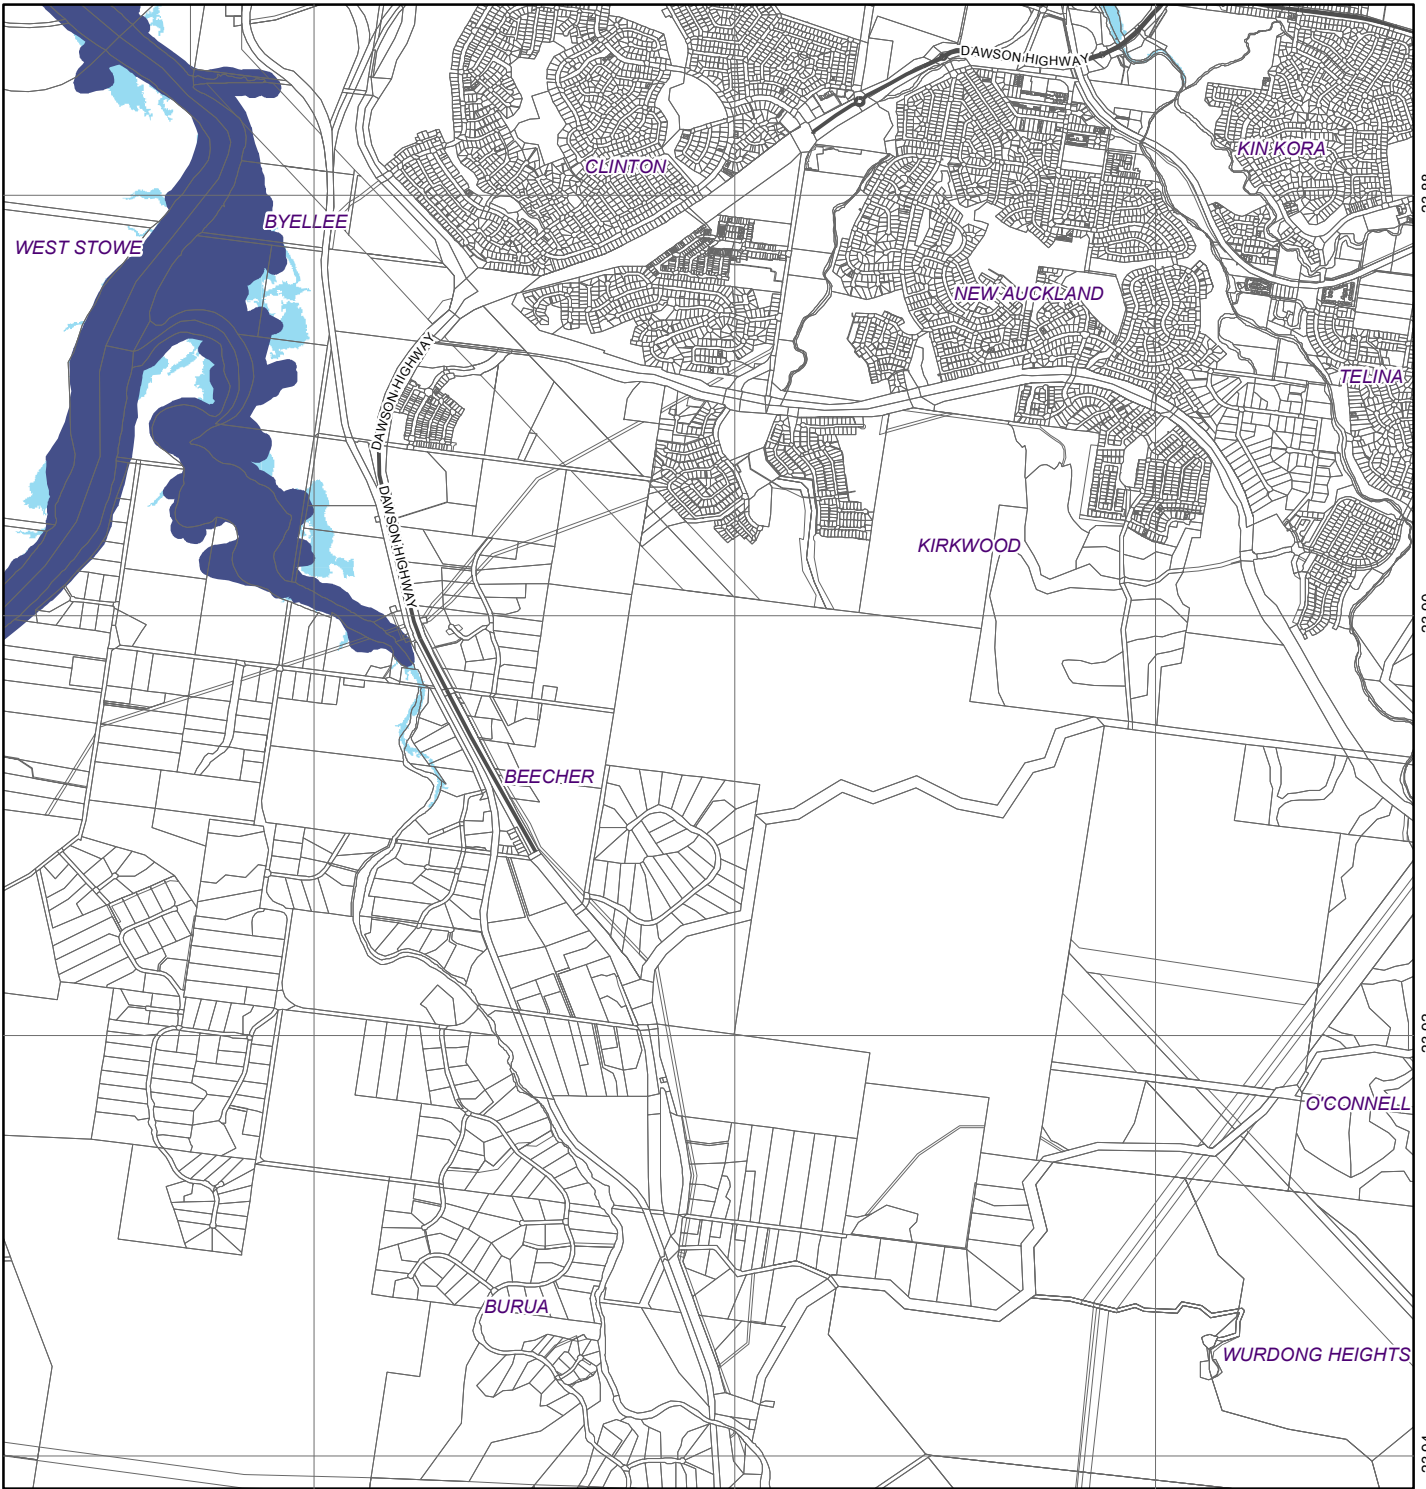 DAWSON HIGHWAY
CLINTON
KIN KORA
BYELLEE
WEST STOWE
NEW AUCKLAND
DAWSON HIGHWAY
TELINA
DAWSON HIGHWAY
KIRKWOOD
BEECHER
O'CONNELL
BURUA
WURDONG HEIGHTS